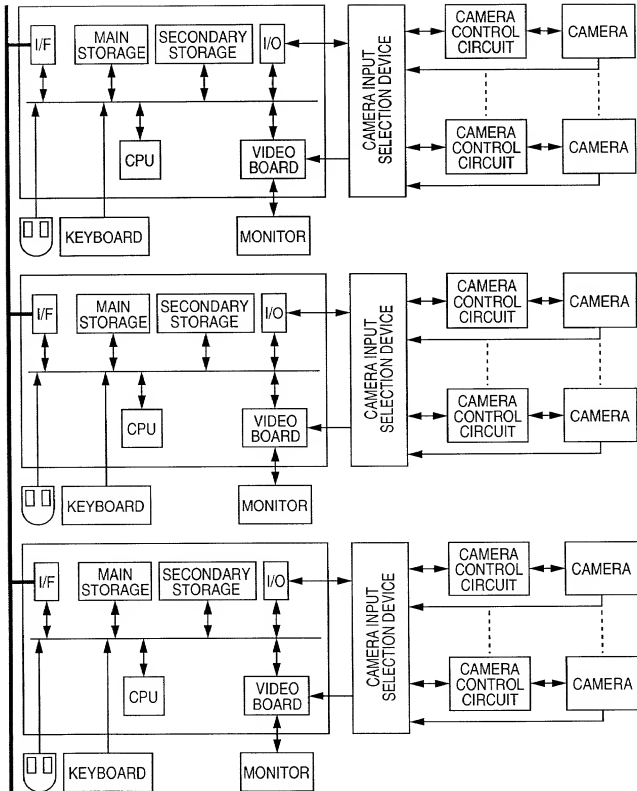 I/F
MAIN
STORAGE
SECONDARY
STORAGE
I/O
CAMERA INPUT
SELECTION DEVICE
CAMERA
CONTROL
CIRCUIT
CAMERA
CPU
VIDEO
BOARD
CAMERA
CONTROL
CIRCUIT
CAMERA
KEYBOARD
MONITOR
I/F
MAIN
STORAGE
SECONDARY
STORAGE
I/O
CAMERA INPUT
SELECTION DEVICE
CAMERA
CONTROL
CIRCUIT
CAMERA
CPU
VIDEO
BOARD
CAMERA
CONTROL
CIRCUIT
CAMERA
KEYBOARD
MONITOR
I/F
MAIN
STORAGE
SECONDARY
STORAGE
I/O
CAMERA INPUT
SELECTION DEVICE
CAMERA
CONTROL
CIRCUIT
CAMERA
CPU
VIDEO
BOARD
CAMERA
CONTROL
CIRCUIT
CAMERA
KEYBOARD
MONITOR